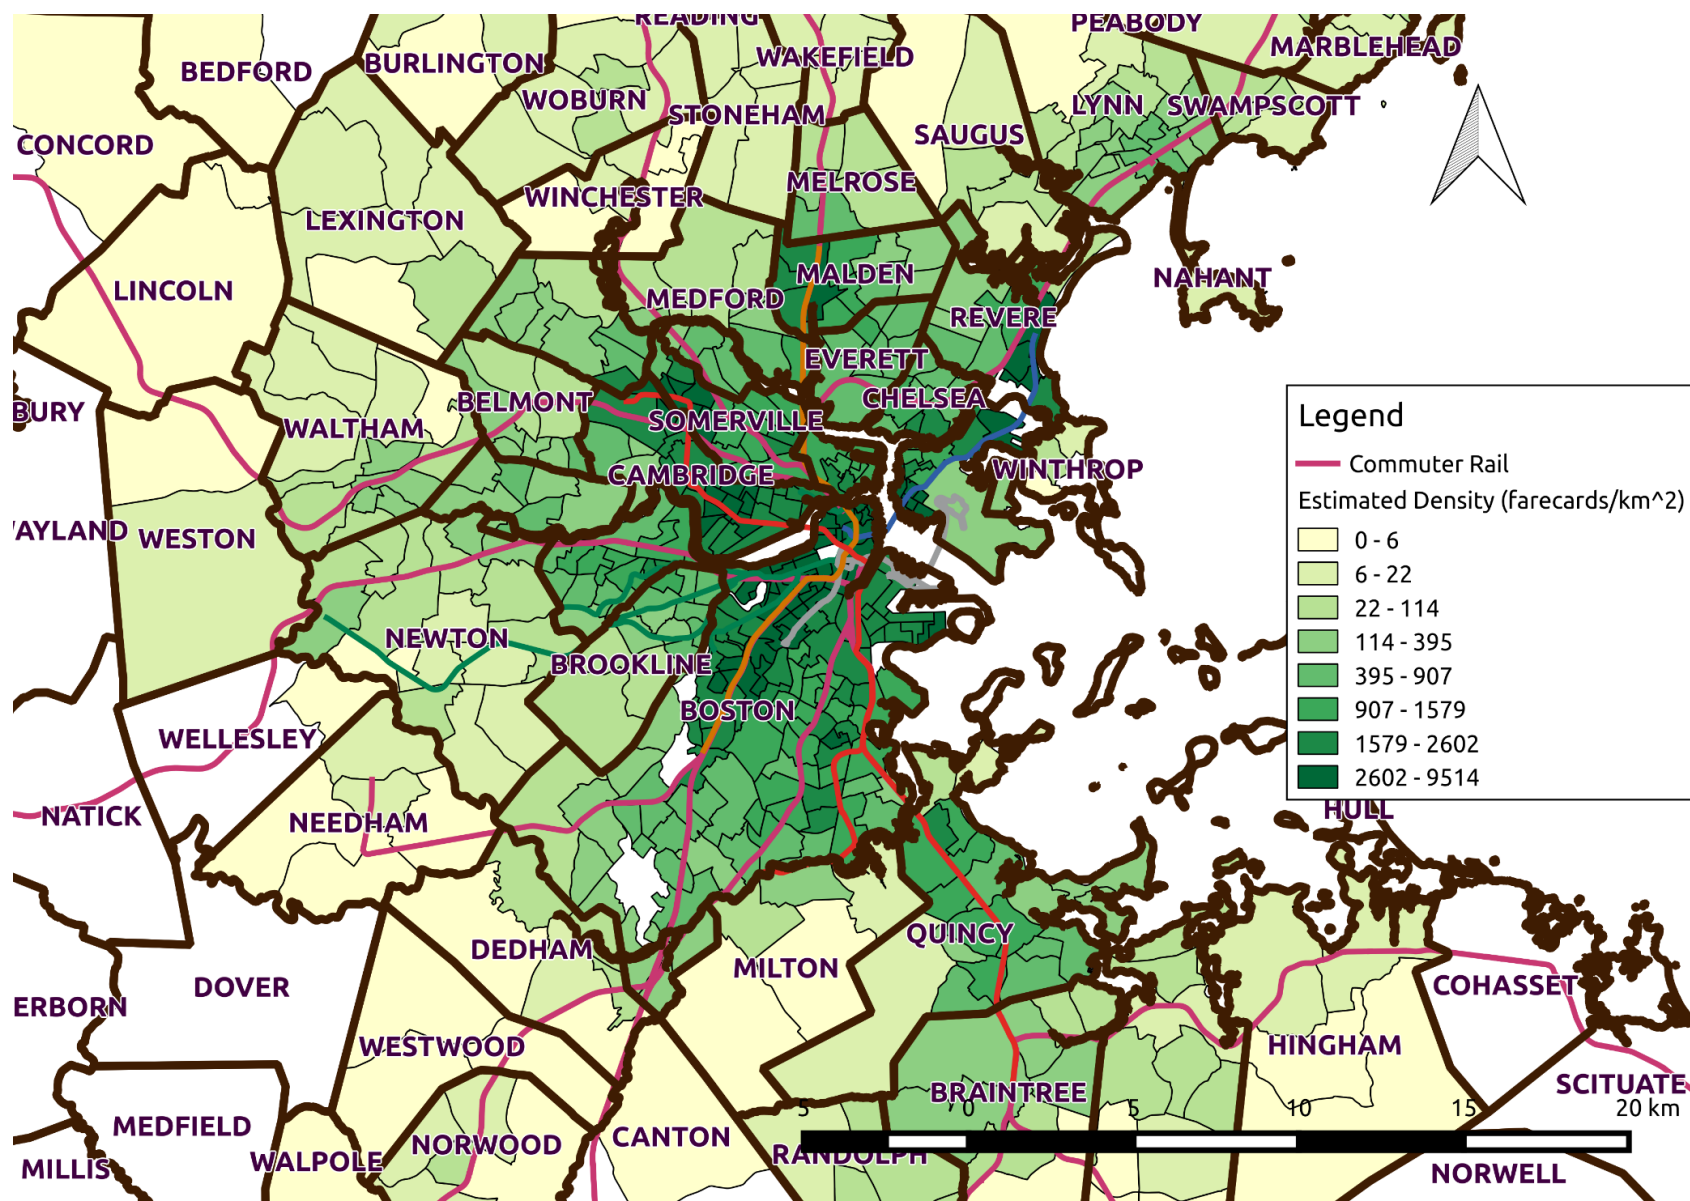 READING
PEABODY
MARBLEHEAD
WAKEFIELD
BURLINGTON
BEDFORD
WOBURN
STONEHAM
LYNN
SWAMPSCOTT
SAUGUS
CONCORD
MELROSE
WINCHESTER
LEXINGTON
MALDEN
NAHANT
LINCOLN
MEDFORD
REVERE
EVERETT
CHELSEA
BURY
BELMONT
WALTHAM
SOMERVILLE
CAMBRIDGE
WINTHROP
Legend
Commuter Rail
Estimated Density (farecards/km^2)
0 - 6
6 - 22
22 - 114
114 - 395
395 - 907
907 - 1579
1579 - 2602
2602 - 9514
AYLAND
WESTON
NEWTON
BROOKLINE
BOSTON
WELLESLEY
NATICK
NEEDHAM
HULL
QUINCY
DEDHAM
MILTON
DOVER
COHASSET
ERBORN
WESTWOOD
HINGHAM
BRAINTREE
SCITUATE
5 0 5 10 15 20 km
MEDFIELD
NORWOOD
CANTON
RANDOLPH
MILLIS
WALPOLE
NORWELL